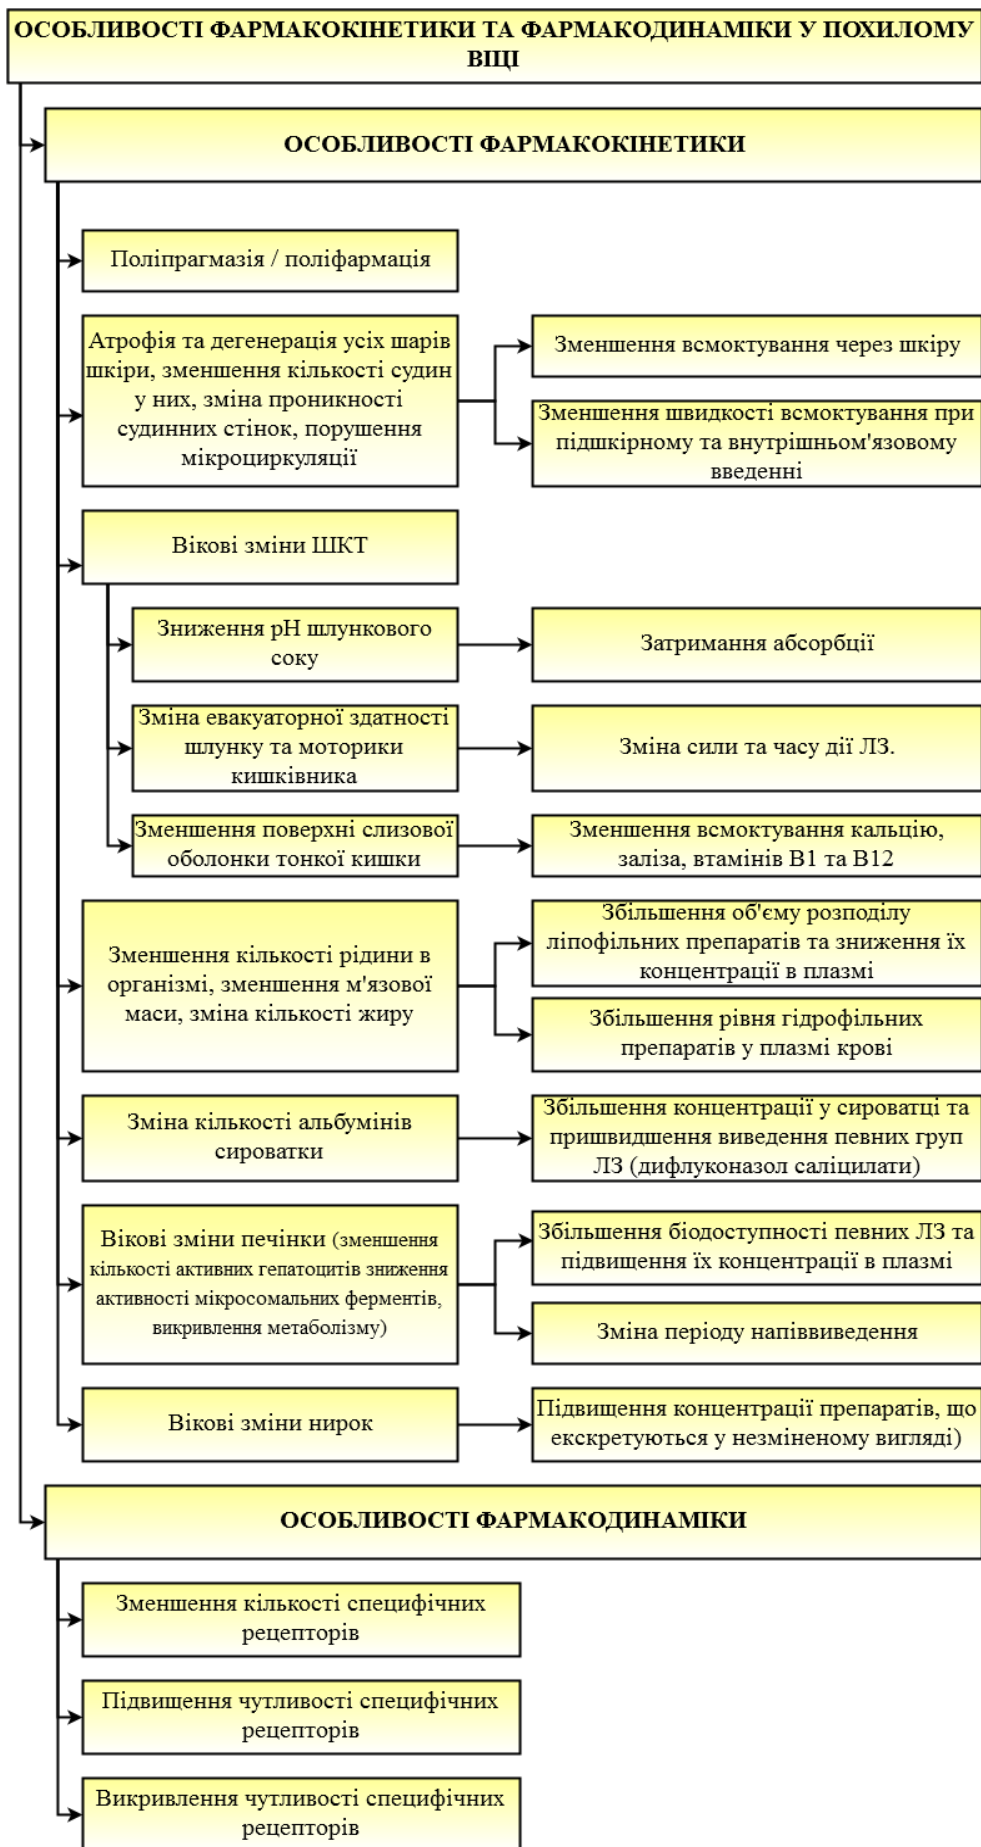 ОСОБЛИВОСТІ ФАРМАКОКІНЕТИКИ ТА ФАРМАКОДИНАМІКИ У ПОХИЛОМУ
ВІЦІ
ОСОБЛИВОСТІ ФАРМАКОКІНЕТИКИ
Поліпрагмазія / поліфармація
Атрофія та дегенерація усіх шарів
шкіри, зменшення кількості судин
у них, зміна проникності
судинних стінок, порушення
мікроциркуляції
Зменшення всмоктування через шкіру
Зменшення швидкості всмоктування при
підшкірному та внутрішньом'язовому
введенні
Вікові зміни ШКТ
Зниження pH шлункового
соку
Затримання абсорбції
Зміна евакуаторної здатності
шлунку та моторики
кишківника
Зміна сили та часу дії ЛЗ.
Зменшення поверхні слизової
оболонки тонкої кишки
Зменшення всмоктування кальцію,
заліза, втамінів В1 та В12
Зменшення кількості рідини в
організмі, зменшення м'язової
маси, зміна кількості жиру
Збільшення об'єму розподілу
ліпофільних препаратів та зниження їх
концентрації в плазмі
Збільшення рівня гідрофільних
препаратів у плазмі крові
Зміна кількості альбумінів
сироватки
Збільшення концентрації у сироватці та
пришвидшення виведення певних груп
ЛЗ (дифлуконазол саліцилати)
Вікові зміни печінки (зменшення
кількості активних гепатоцитів зниження
активності мікросомальних ферментів,
викривлення метаболізму)
Збільшення біодоступності певних ЛЗ та
підвищення їх концентрації в плазмі
Зміна періоду напіввиведення
Вікові зміни нирок
Підвищення концентрації препаратів, що
екскретуються у незміненому вигляді)
ОСОБЛИВОСТІ ФАРМАКОДИНАМІКИ
Зменшення кількості специфічних
рецепторів
Підвищення чутливості специфічних
рецепторів
Викривлення чутливості специфічних
рецепторів